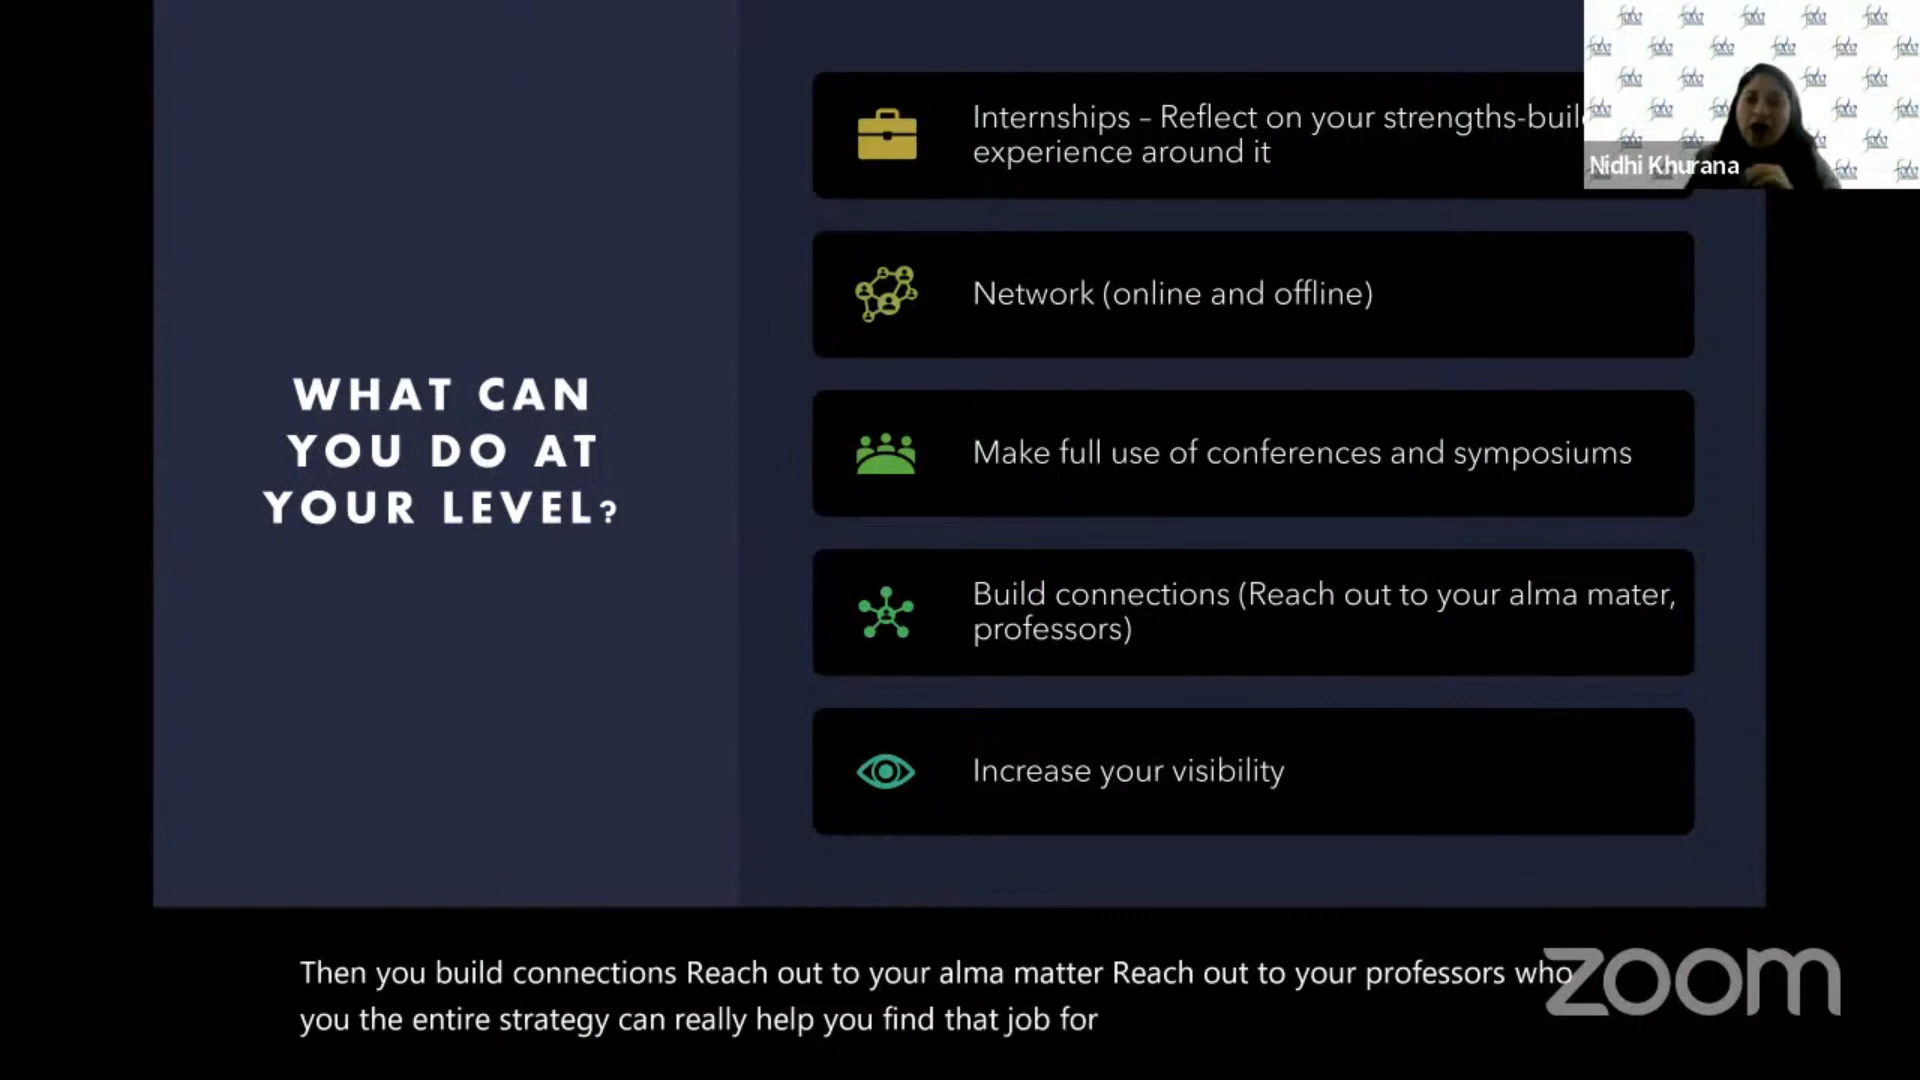 WHAT CAN
YOU DO AT
YOUR LEVEL?
Internships – Reflect on your strengths-buil
experience around it
Network (online and offline)
Make full use of conferences and symposiums
Build connections (Reach out to your alma mater,
professors)
Increase your visibility
Nidhi Khurana
Then you build connections Reach out to your alma matter Reach out to your professors who
you the entire strategy can really help you find that job for
zoom